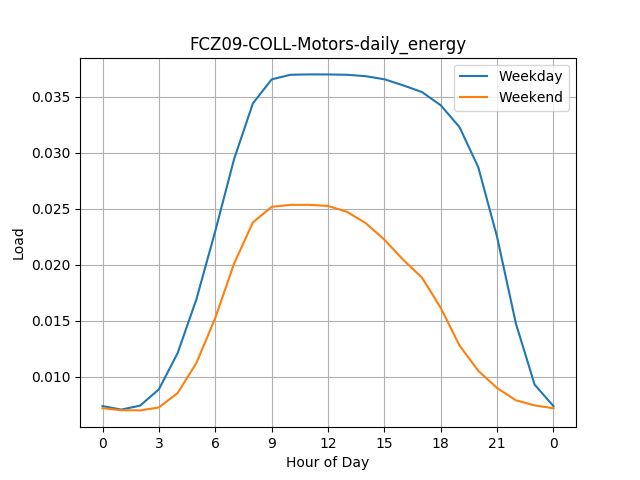 FCZ09-COLL-Motors-daily_energy
Weekday
Weekend
Load
0.035
0.030
0.025
0.020
0.015
0.010
0 3 6 9 12 15 18 21 0
Hour of Day